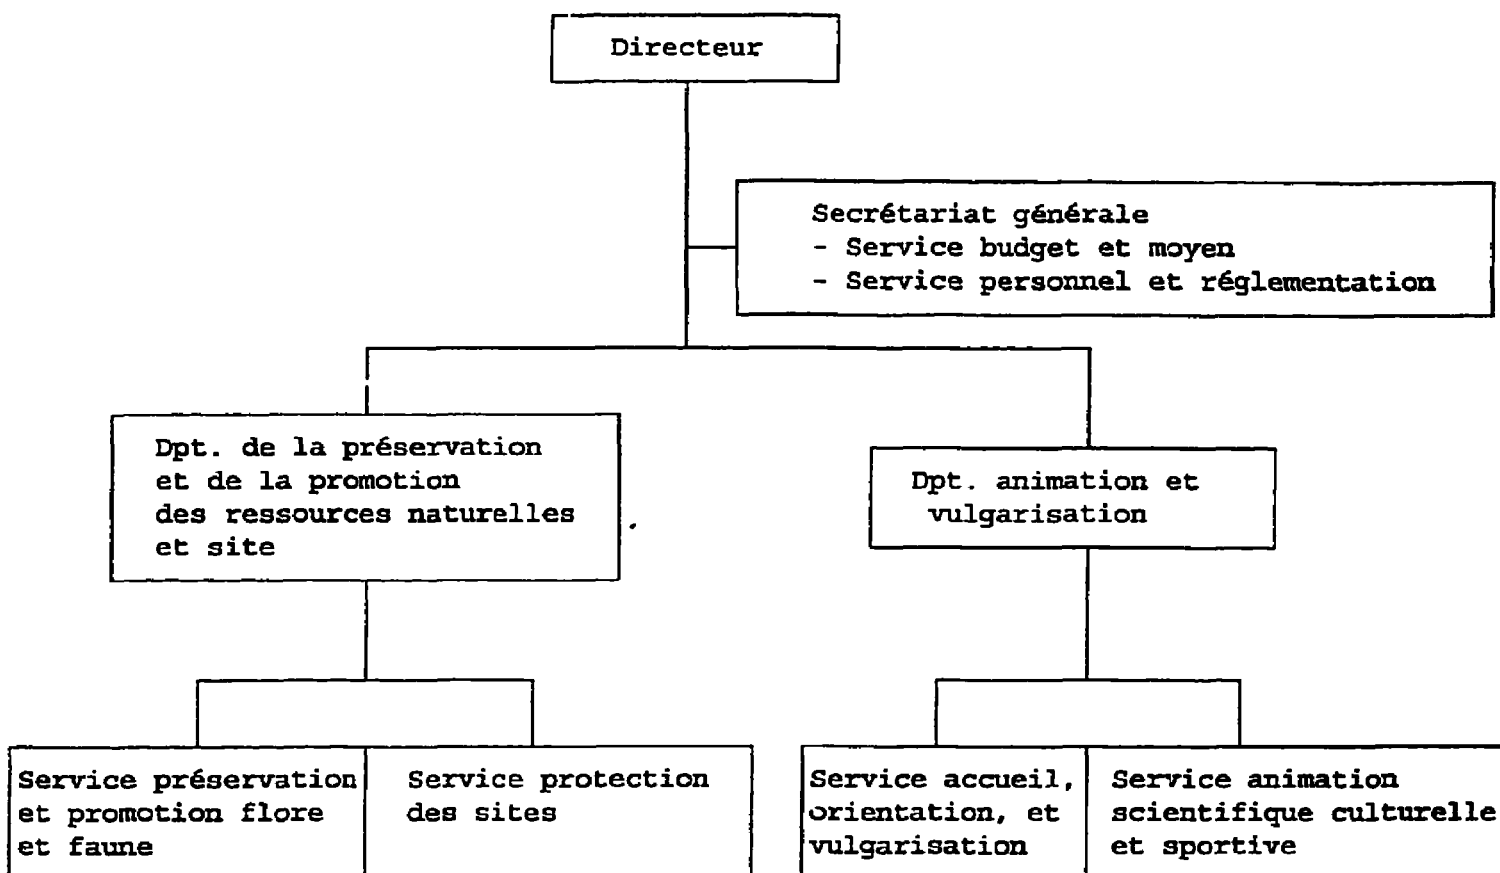 Directeur
Secrétariat générale
- Service budget et moyen
- Service personnel et réglementation
Dpt. de la préservation
et de la promotion
des ressources naturelles
et site
Dpt. animation et
vulgarisation
Service préservation
et promotion flore
et faune
Service protection
des sites
Service accueil,
orientation, et
vulgarisation
Service animation
scientifique culturelle
et sportive